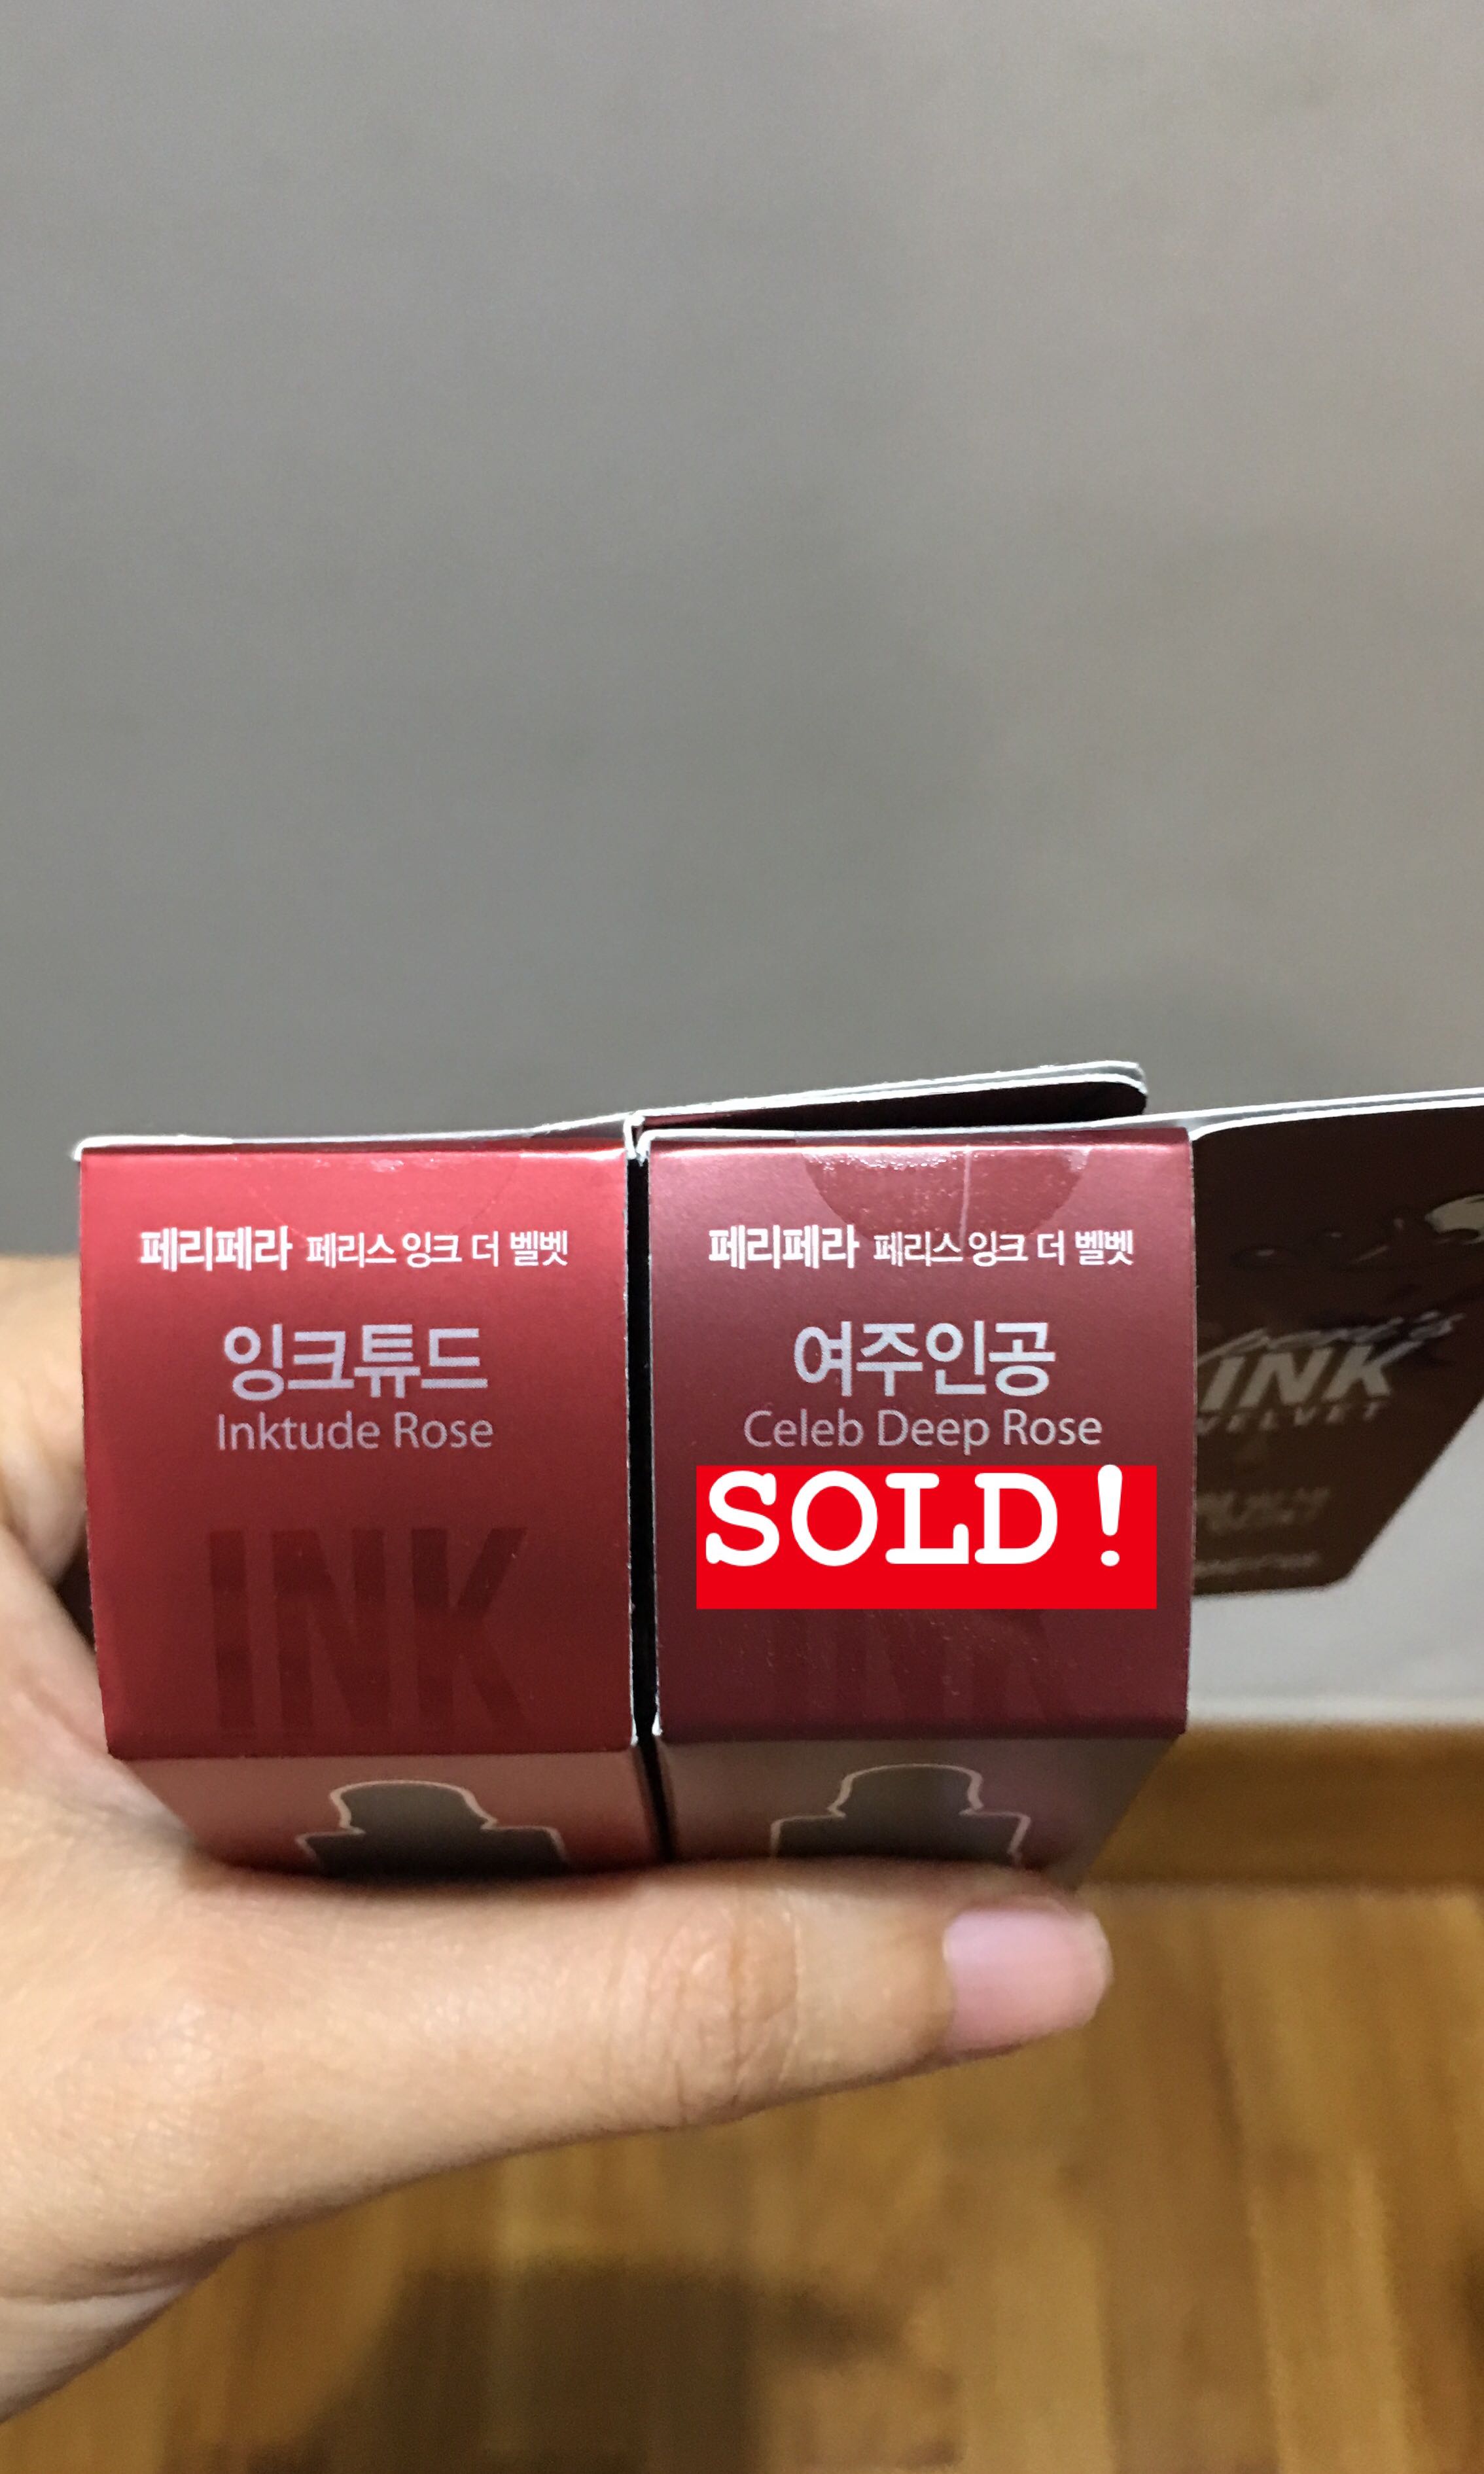 페리페라 페리스 잉크 더 벨벳
잉크튜드
Inktude Rose
INK
페리페라 페리스 잉크 더 벨벳
여주인공
Celeb Deep Rose
SOLD!
INK
INK
VELVET